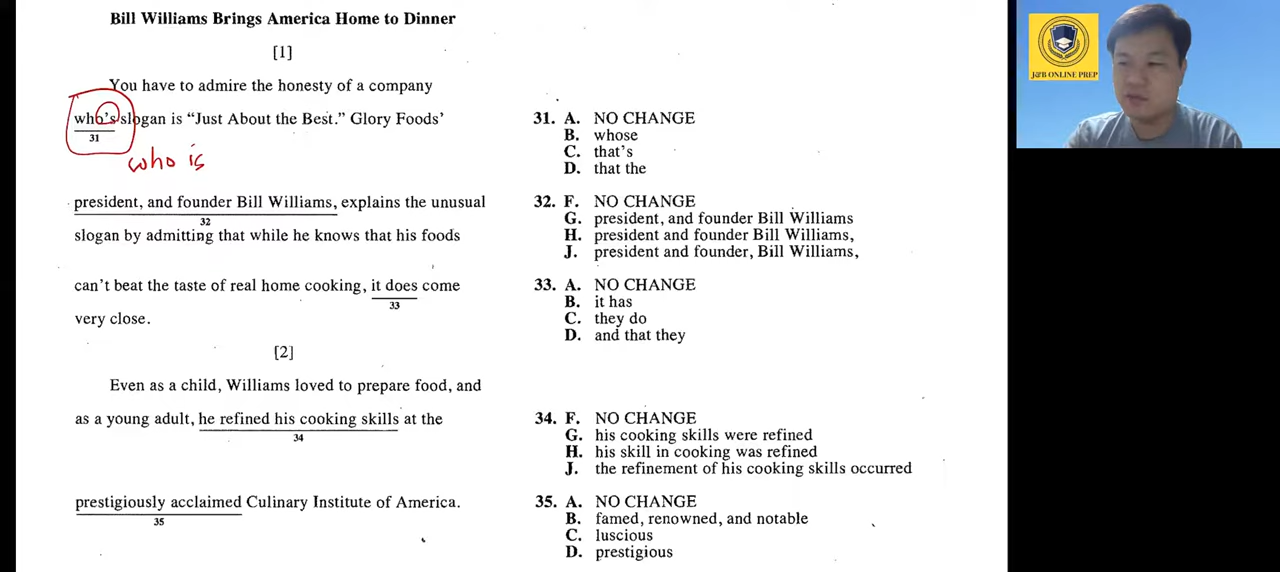 Bill Williams Brings America Home to Dinner
[1]
You have to admire the honesty of a company
who's slogan is “Just About the Best.” Glory Foods’
31
who is
president, and founder Bill Williams, explains the unusual
32
slogan by admitting that while he knows that his foods
can’t beat the taste of real home cooking, it does come
33
very close.
[2]
Even as a child, Williams loved to prepare food, and
as a young adult, he refined his cooking skills at the
34
prestigiously acclaimed Culinary Institute of America.
35
31. A. NO CHANGE
B. whose
C. that’s
D. that the
32. F. NO CHANGE
G. president, and founder Bill Williams
H. president and founder Bill Williams,
J. president and founder, Bill Williams,
33. A. NO CHANGE
B. it has
C. they do
D. and that they
34. F. NO CHANGE
G. his cooking skills were refined
H. his skill in cooking was refined
J. the refinement of his cooking skills occurred
35. A. NO CHANGE
B. famed, renowned, and notable
C. luscious
D. prestigious
J&B ONLINE PREP